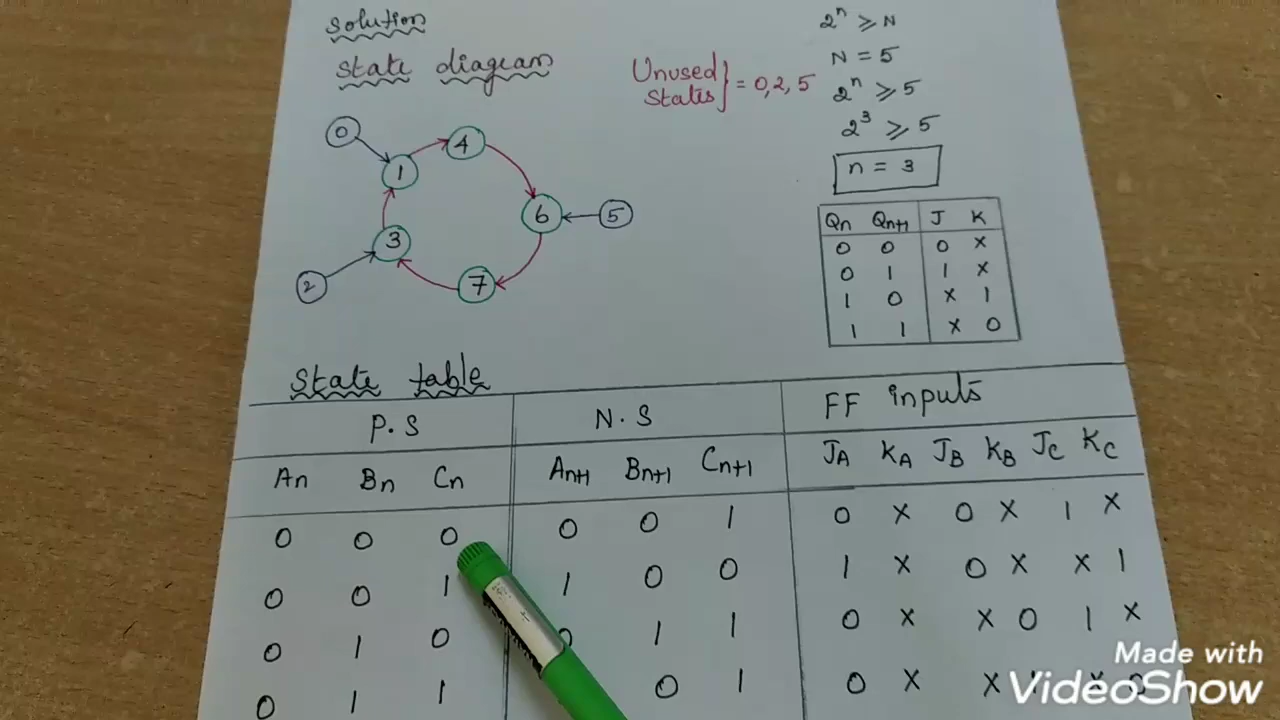 solution
state diagram
Unused States } = 0, 2, 5
2ⁿ ⩾ N
N = 5
2ⁿ ⩾ 5
2³ ⩾ 5
n = 3
0 4
1
6 5
3
2 7
Qn Qn+1 J K
0 0 0 x
0 1 1 x
1 0 x 1
1 1 x 0
State table
P.S N.S FF inputs
An Bn Cn An+1 Bn+1 Cn+1 JA KA JB KB JC KC
0 0 0 0 0 1 0 x 0 x 1 x
0 0 1 1 0 0 1 x 0 x x 1
0 1 0 0 1 1 0 x x 0 1 x
0 1 1 0 1 0 x x
Made with
VideoShow